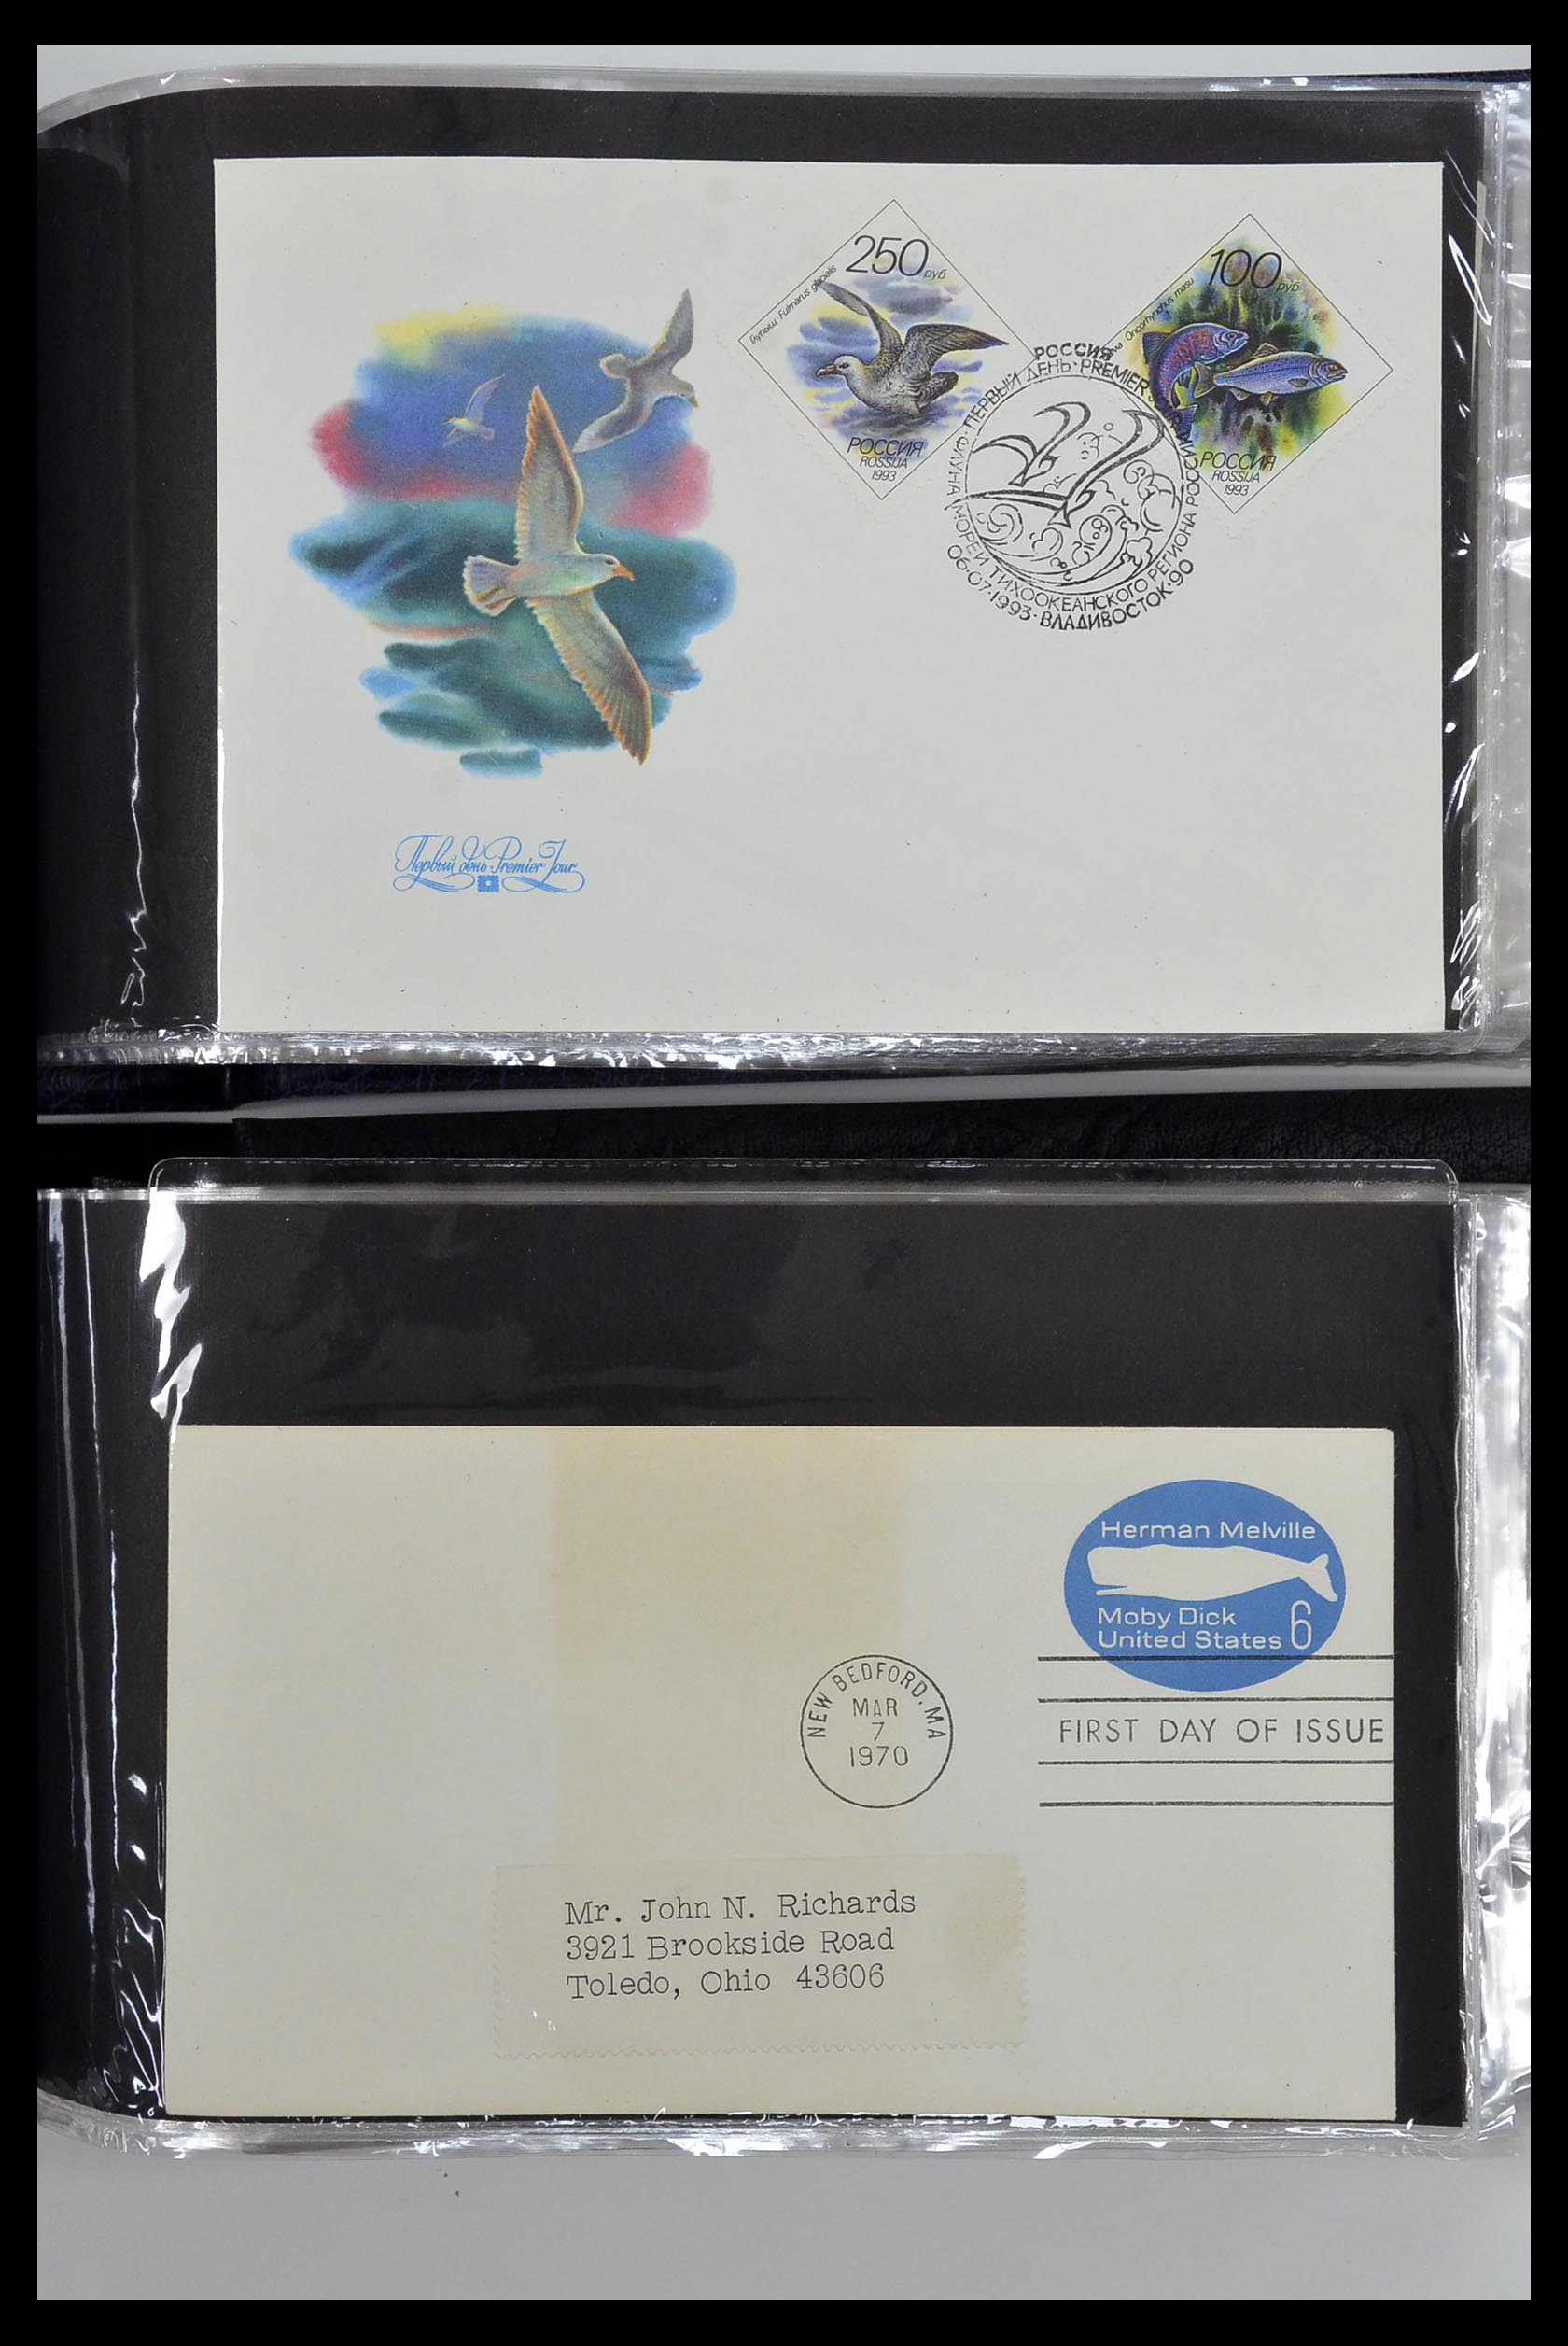 250 руб
Глупыш Fulmarus glacialis
РОССИЯ
ROSSIJA
1993
100 руб
Oncorhynchus masu
РОССИЯ
ROSSIJA
1993
РОССИЯ
ПЕРВЫЙ ДЕНЬ · PREMIER
ФАУНА МОРЕЙ ТИХООКЕАНСКОГО РЕГИОНА РОССИИ
06·07·1993 · ВЛАДИВОСТОК·90
Первый день · Premier Jour
Herman Melville
Moby Dick
United States 6
NEW BEDFORD, MA
MAR
7
1970
FIRST DAY OF ISSUE
Mr. John N. Richards
3921 Brookside Road
Toledo, Ohio 43606